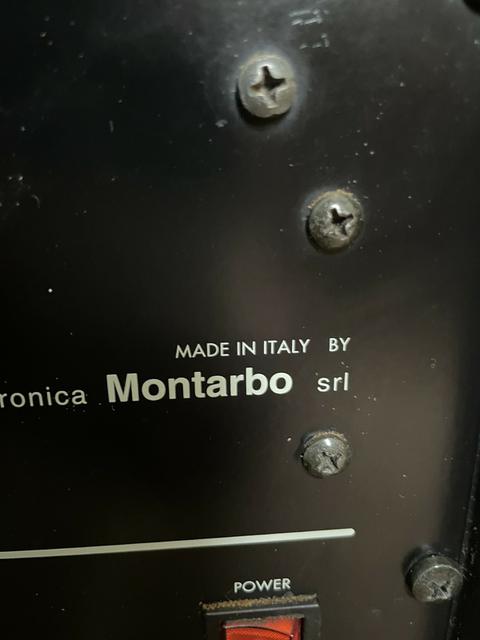 MADE IN ITALY BY
ronica Montarbo srl
POWER